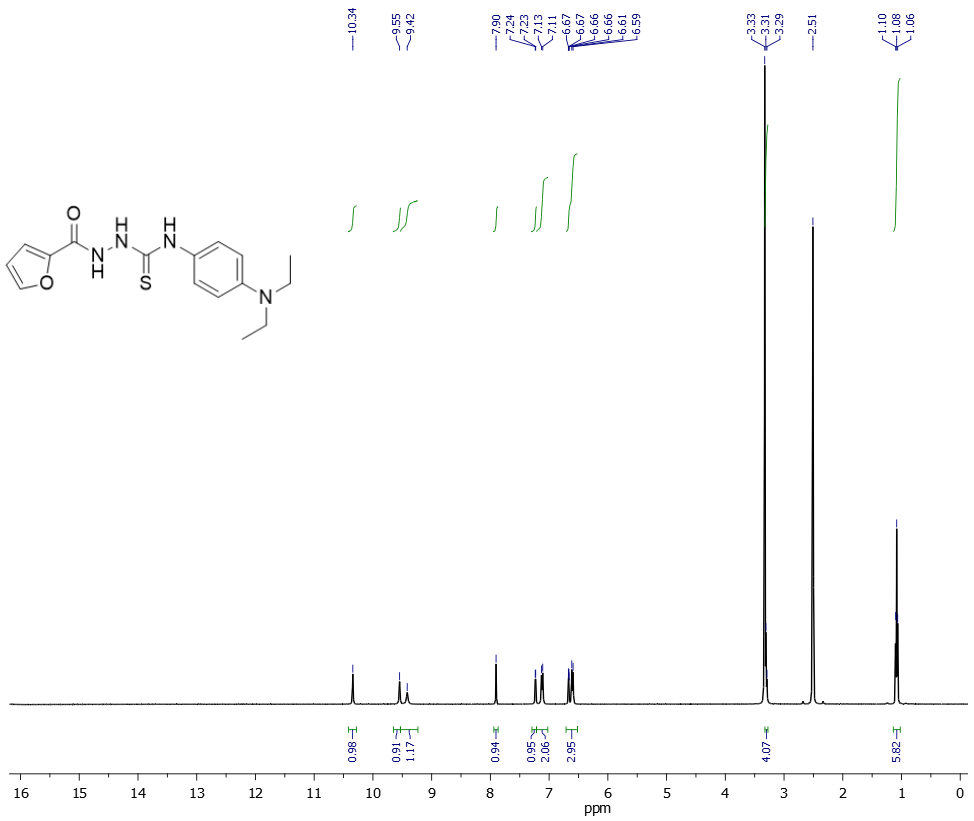 10.34
9.55
9.42
7.90
7.24
7.23
7.13
7.11
6.67
6.67
6.66
6.66
6.61
6.59
3.33
3.31
3.29
2.51
1.10
1.08
1.06
O
H
H
N
N
N
H
S
O
N
0.98
0.91
1.17
0.94
0.95
2.06
2.95
4.07
5.82
16 15 14 13 12 11 10 9 8 7 6 5 4 3 2 1 0
ppm